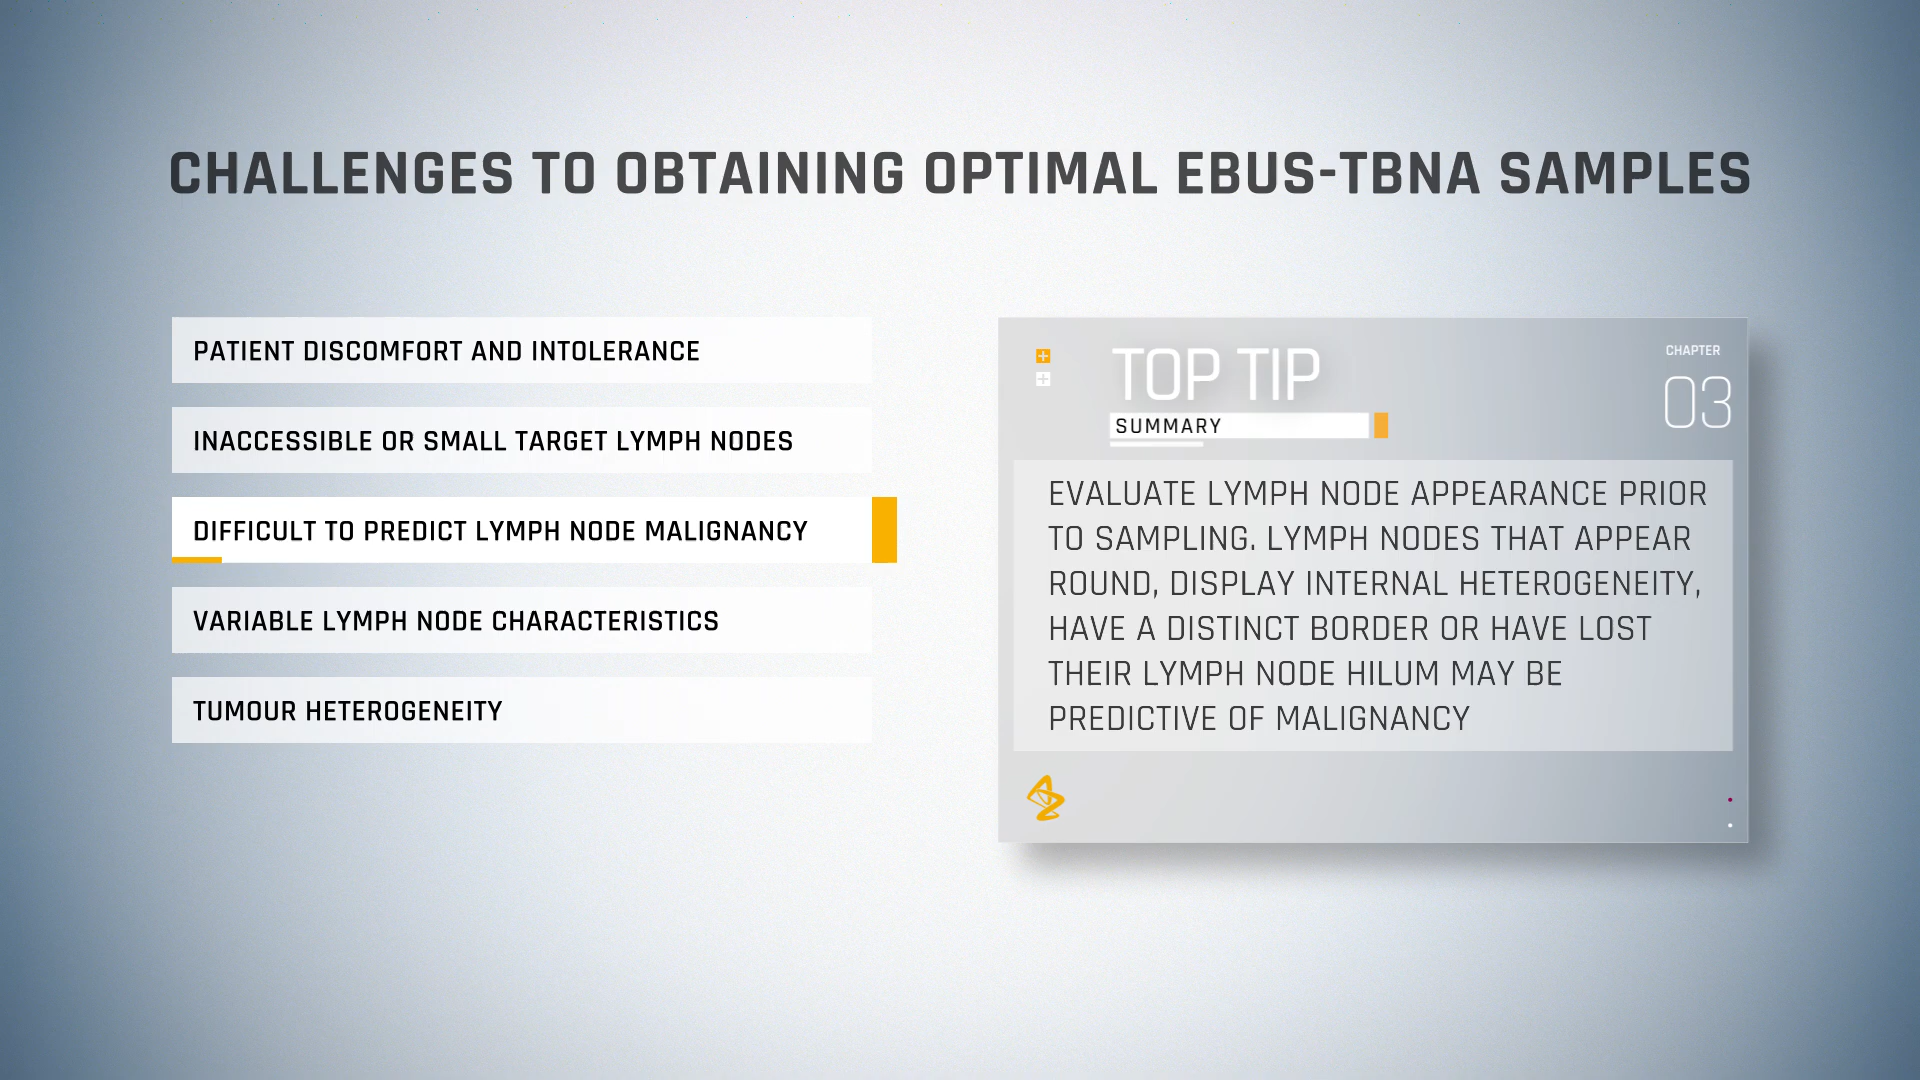 CHALLENGES TO OBTAINING OPTIMAL EBUS-TBNA SAMPLES
PATIENT DISCOMFORT AND INTOLERANCE
INACCESSIBLE OR SMALL TARGET LYMPH NODES
DIFFICULT TO PREDICT LYMPH NODE MALIGNANCY
VARIABLE LYMPH NODE CHARACTERISTICS
TUMOUR HETEROGENEITY
TOP TIP
SUMMARY
CHAPTER
03
EVALUATE LYMPH NODE APPEARANCE PRIOR
TO SAMPLING. LYMPH NODES THAT APPEAR
ROUND, DISPLAY INTERNAL HETEROGENEITY,
HAVE A DISTINCT BORDER OR HAVE LOST
THEIR LYMPH NODE HILUM MAY BE
PREDICTIVE OF MALIGNANCY